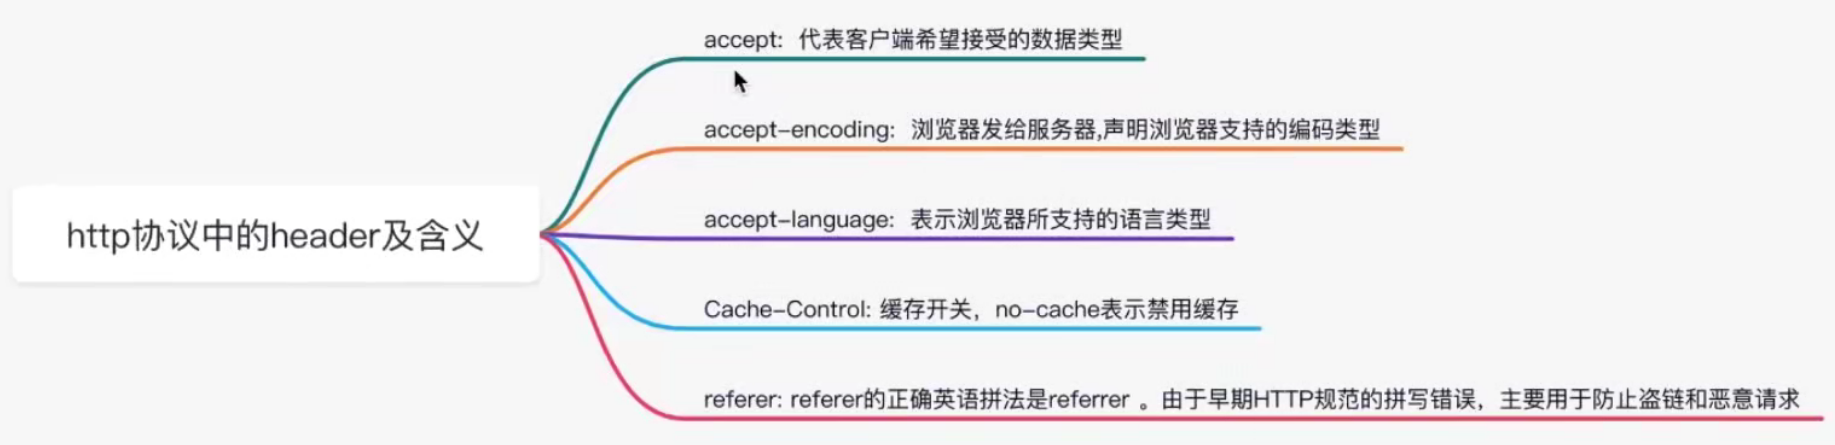 accept: 代表客户端希望接受的数据类型
accept-encoding: 浏览器发给服务器,声明浏览器支持的编码类型
http协议中的header及含义
accept-language: 表示浏览器所支持的语言类型
Cache-Control: 缓存开关，no-cache表示禁用缓存
referer: referer的正确英语拼法是referrer 。由于早期HTTP规范的拼写错误，主要用于防止盗链和恶意请求